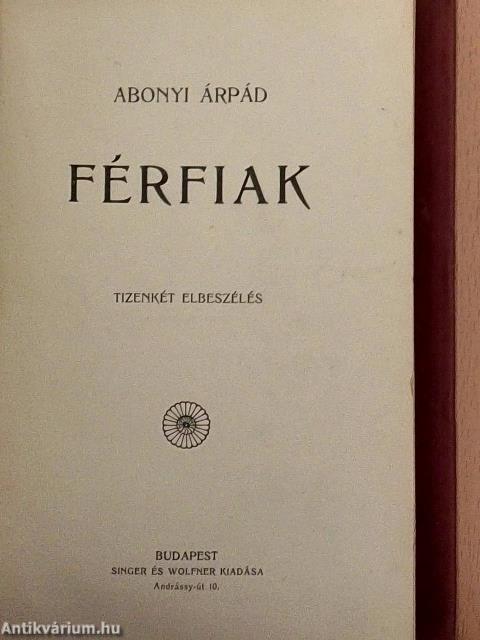 ABONYI ÁRPÁD
FÉRFIAK
TIZENKÉT ELBESZÉLÉS
BUDAPEST
SINGER ÉS WOLFNER KIADÁSA
Andrássy-út 10.
Antikvárium.hu